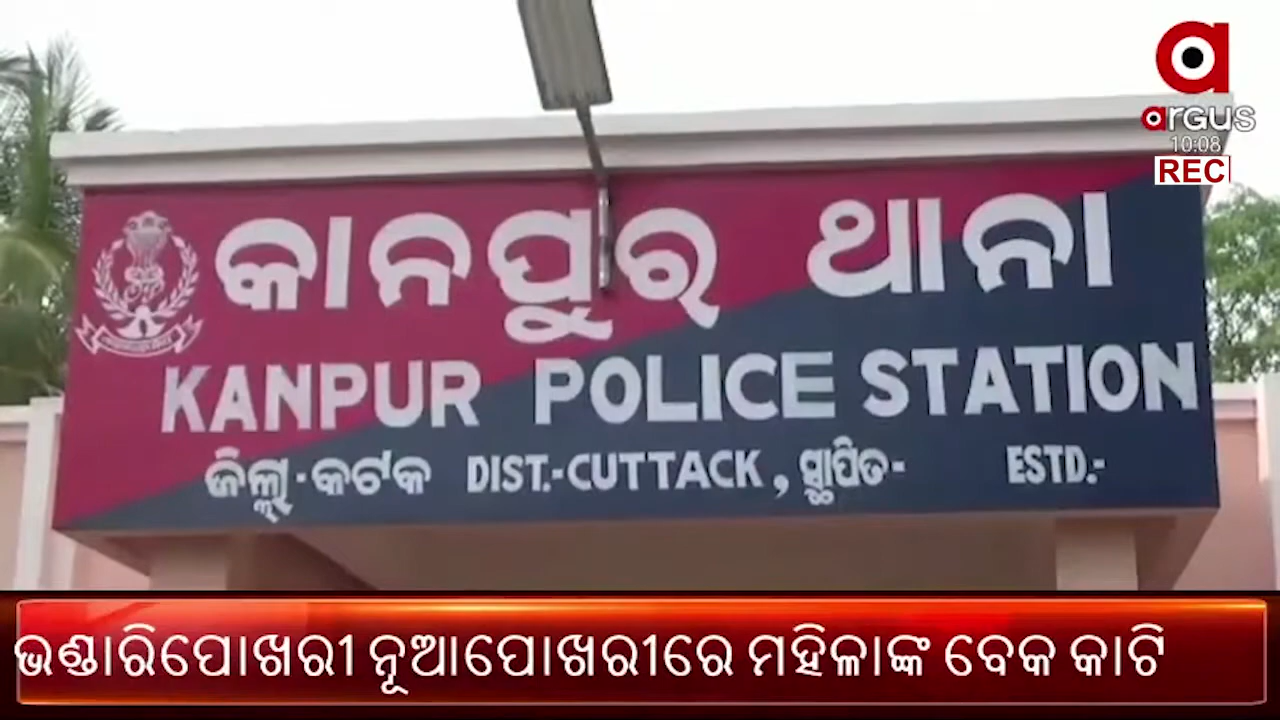 argus
10:08
REC
କାନପୁର ଥାନା
KANPUR POLICE STATION
ଜିଲ୍ଲା-କଟକ DIST.-CUTTACK, ସ୍ଥାପିତ- ESTD.-
ଭଣ୍ଡାରିପୋଖରୀ ନୂଆପୋଖରୀରେ ମହିଳାଙ୍କ ବେକ କାଟି